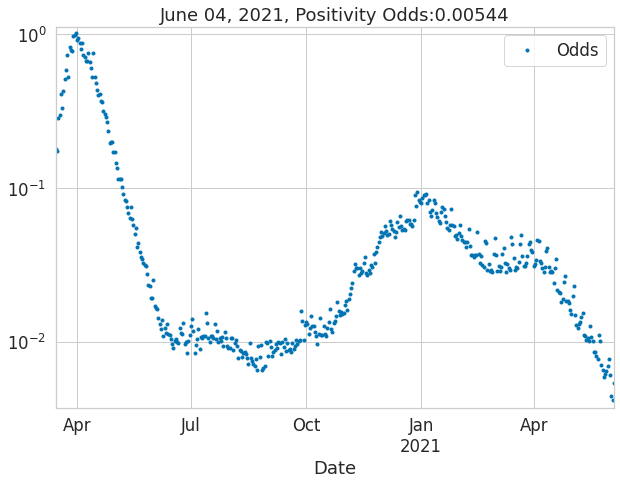 June 04, 2021, Positivity Odds:0.00544
Odds
10⁰
10⁻¹
10⁻²
Apr Jul Oct Jan Apr
2021
Date